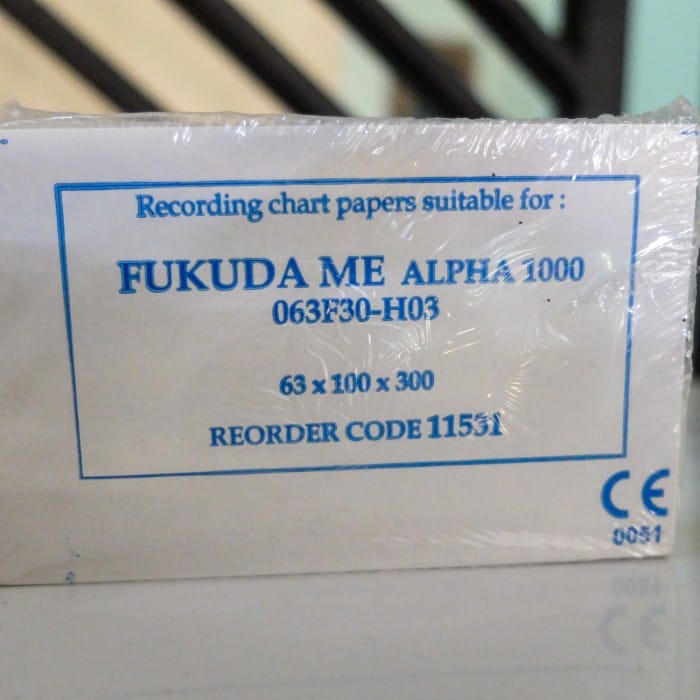 Recording chart papers suitable for :
FUKUDA ME ALPHA 1000
063F30-H03
63 x 100 x 300
REORDER CODE 11531
CE
0051